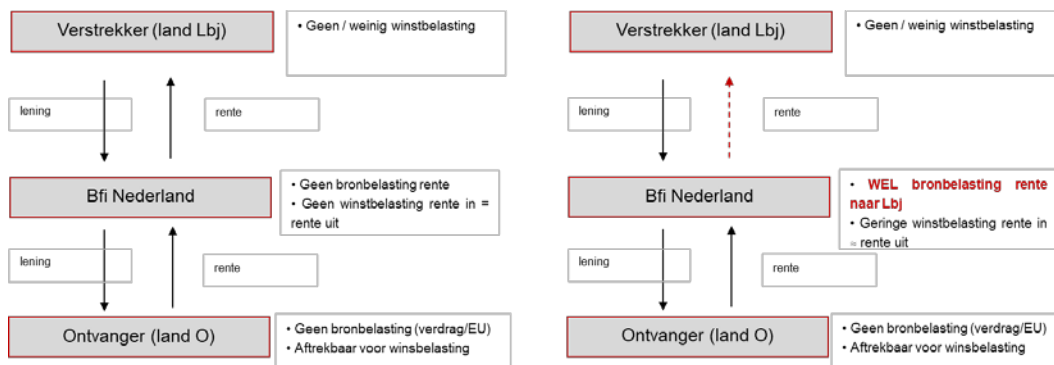 Verstrekker (land Lbj)
• Geen / weinig winstbelasting
lening
rente
Bfi Nederland
• Geen bronbelasting rente
• Geen winstbelasting rente in =
rente uit
lening
rente
Ontvanger (land O)
• Geen bronbelasting (verdrag/EU)
• Aftrekbaar voor winsbelasting
Verstrekker (land Lbj)
• Geen / weinig winstbelasting
lening
rente
Bfi Nederland
• WEL bronbelasting rente
naar Lbj
• Geringe winstbelasting rente in
≈ rente uit
lening
rente
Ontvanger (land O)
• Geen bronbelasting (verdrag/EU)
• Aftrekbaar voor winsbelasting